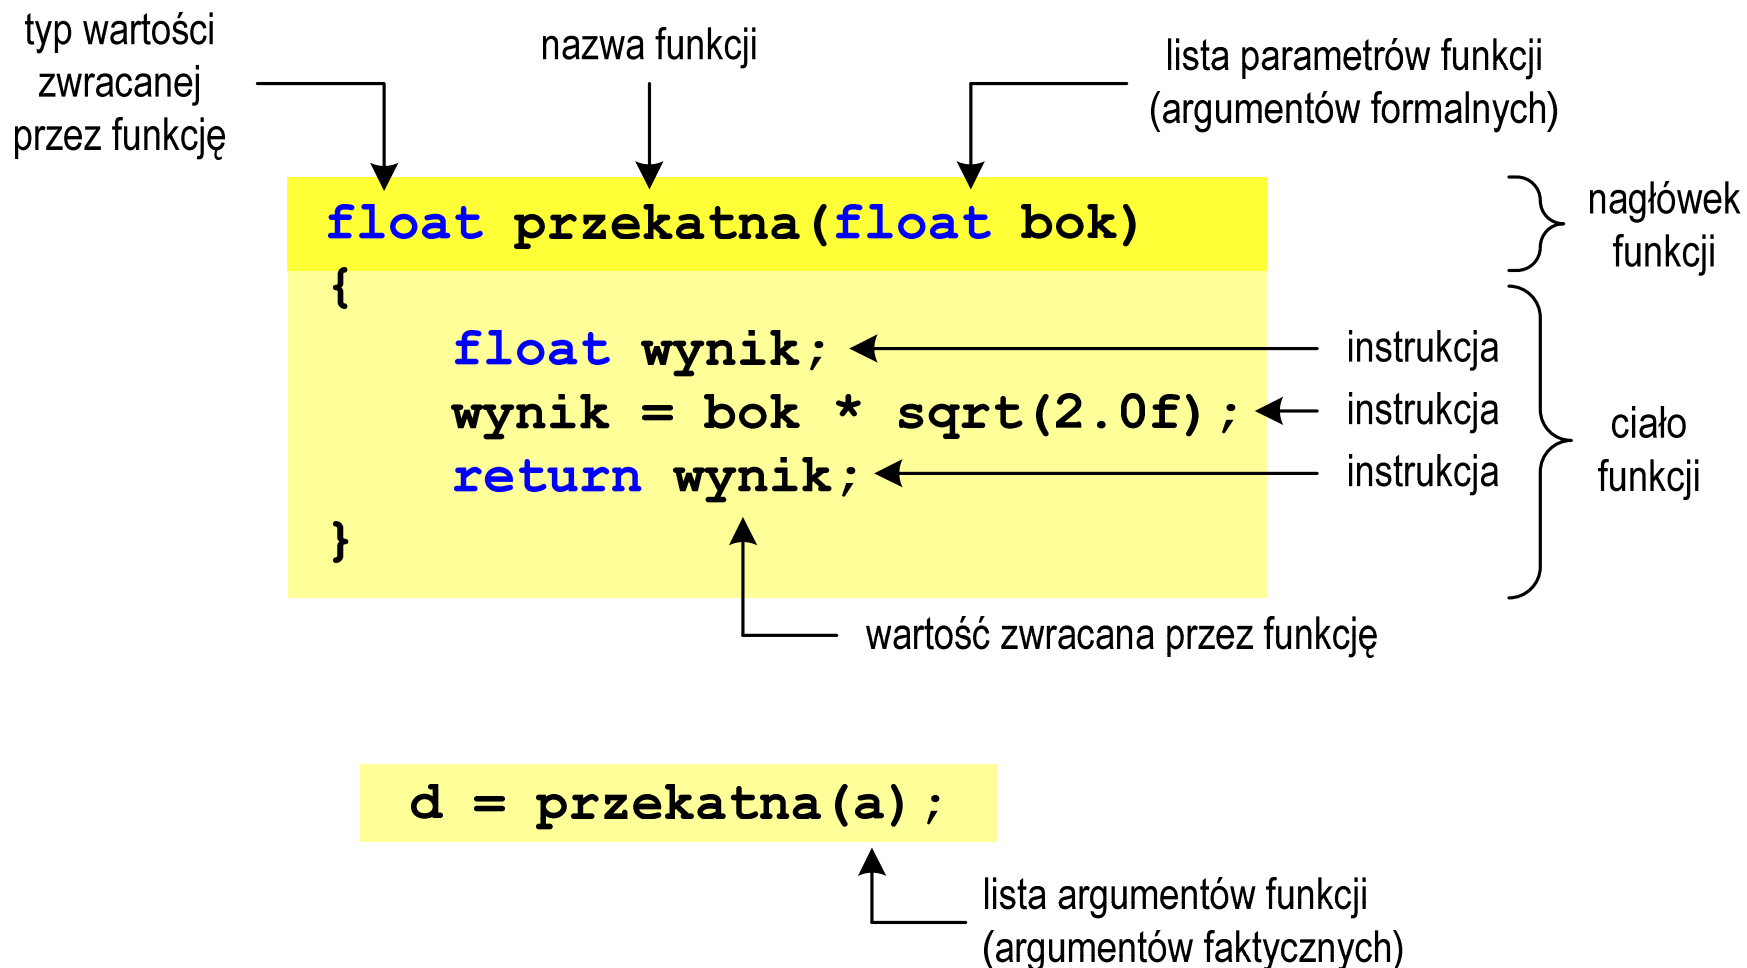 typ wartości
zwracanej
przez funkcję
nazwa funkcji
lista parametrów funkcji
(argumentów formalnych)
float przekatna(float bok)
nagłówek
funkcji
{
float wynik;
instrukcja
wynik = bok * sqrt(2.0f);
instrukcja
return wynik;
instrukcja
}
ciało
funkcji
wartość zwracana przez funkcję
d = przekatna(a);
lista argumentów funkcji
(argumentów faktycznych)